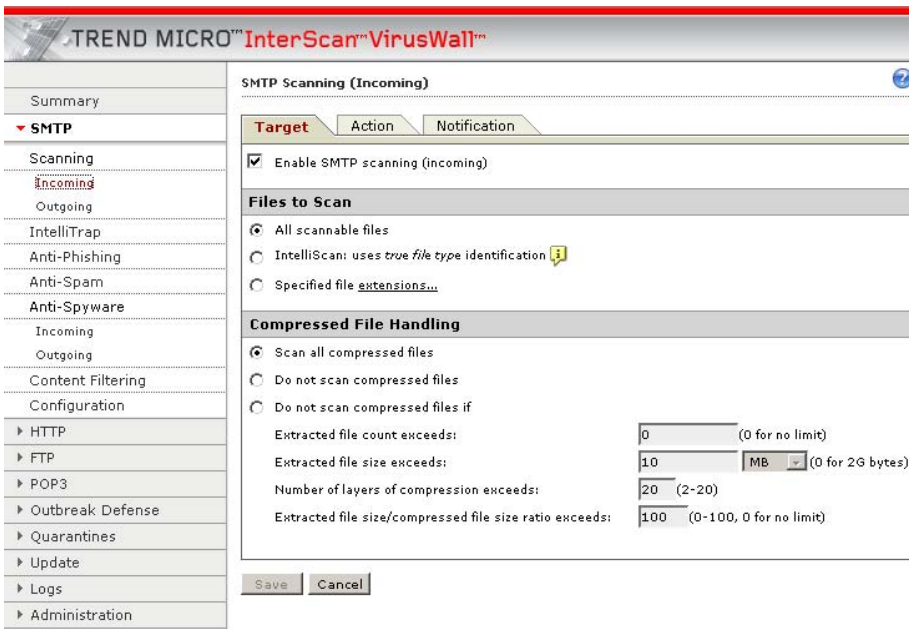 TREND MICRO™ InterScan™ VirusWall™
Summary
SMTP
Scanning
Incoming
Outgoing
IntelliTrap
Anti-Phishing
Anti-Spam
Anti-Spyware
Incoming
Outgoing
Content Filtering
Configuration
HTTP
FTP
POP3
Outbreak Defense
Quarantines
Update
Logs
Administration
SMTP Scanning (Incoming)
?
Target Action Notification
Enable SMTP scanning (incoming)
Files to Scan
All scannable files
IntelliScan: uses true file type identification i
Specified file extensions...
Compressed File Handling
Scan all compressed files
Do not scan compressed files
Do not scan compressed files if
Extracted file count exceeds: 0 (0 for no limit)
Extracted file size exceeds: 10 MB (0 for 2G bytes)
Number of layers of compression exceeds: 20 (2-20)
Extracted file size/compressed file size ratio exceeds: 100 (0-100, 0 for no limit)
Save Cancel